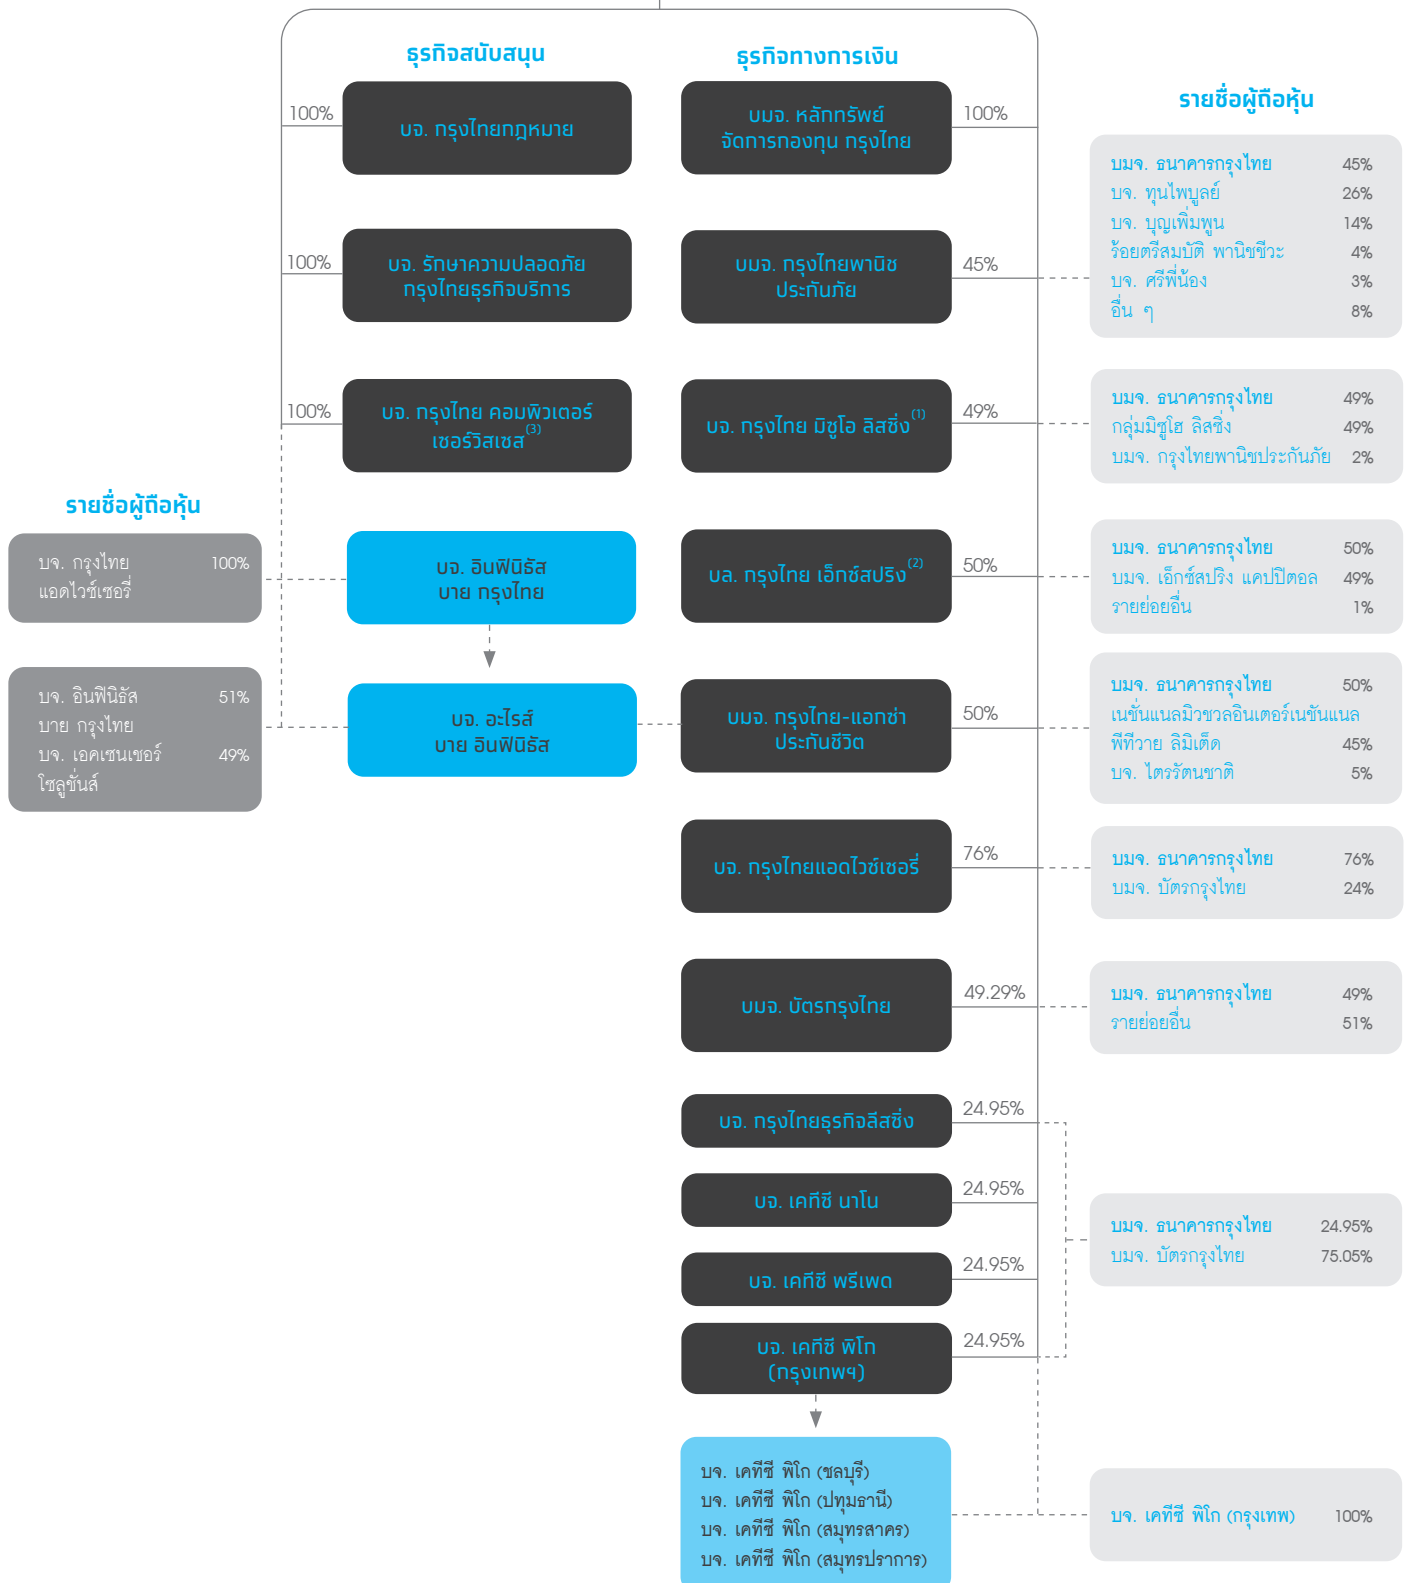 ธุรกิจสนับสนุน
100%
บจ. กรุงไทยกฎหมาย
100%
บจ. รักษาความปลอดภัย
กรุงไทยธุรกิจบริการ
100%
บจ. กรุงไทย คอมพิวเตอร์
เซอร์วิสเซส(3)
รายชื่อผู้ถือหุ้น
บจ. กรุงไทย 100%
แอดไวซ์เซอรี่
บจ. อินฟินิธัส
บาย กรุงไทย
บจ. อินฟินิธัส 51%
บาย กรุงไทย
บจ. เอคเซนเชอร์ 49%
โซลูชั่นส์
บจ. อะไรส์
บาย อินฟินิธัส
ธุรกิจทางการเงิน
บมจ. หลักทรัพย์
จัดการกองทุน กรุงไทย
100%
บมจ. กรุงไทยพานิช
ประกันภัย
45%
บจ. กรุงไทย มิซูโฮ ลิสซิ่ง(1)
49%
บล. กรุงไทย เอ็กซ์สปริง(2)
50%
บมจ. กรุงไทย-แอกซ่า
ประกันชีวิต
50%
บจ. กรุงไทยแอดไวซ์เซอรี่
76%
บมจ. บัตรกรุงไทย
49.29%
บจ. กรุงไทยธุรกิจลีสซิ่ง
24.95%
บจ. เคทีซี นาโน
24.95%
บจ. เคทีซี พรีเพด
24.95%
บจ. เคทีซี พิโก
(กรุงเทพฯ)
24.95%
บจ. เคทีซี พิโก (ชลบุรี)
บจ. เคทีซี พิโก (ปทุมธานี)
บจ. เคทีซี พิโก (สมุทรสาคร)
บจ. เคทีซี พิโก (สมุทรปราการ)
รายชื่อผู้ถือหุ้น
บมจ. ธนาคารกรุงไทย 45%
บจ. ทุนไพบูลย์ 26%
บจ. บุญเพิ่มพูน 14%
ร้อยตรีสมบัติ พานิชชีวะ 4%
บจ. ศรีพี่น้อง 3%
อื่น ๆ 8%
บมจ. ธนาคารกรุงไทย 49%
กลุ่มมิซูโฮ ลิสซิ่ง 49%
บมจ. กรุงไทยพานิชประกันภัย 2%
บมจ. ธนาคารกรุงไทย 50%
บมจ. เอ็กซ์สปริง แคปปิตอล 49%
รายย่อยอื่น 1%
บมจ. ธนาคารกรุงไทย 50%
เนชั่นแนลมิวชวลอินเตอร์เนชันแนล
พีทีวาย ลิมิเต็ด 45%
บจ. ไตรรัตนชาติ 5%
บมจ. ธนาคารกรุงไทย 76%
บมจ. บัตรกรุงไทย 24%
บมจ. ธนาคารกรุงไทย 49%
รายย่อยอื่น 51%
บมจ. ธนาคารกรุงไทย 24.95%
บมจ. บัตรกรุงไทย 75.05%
บจ. เคทีซี พิโก (กรุงเทพ) 100%